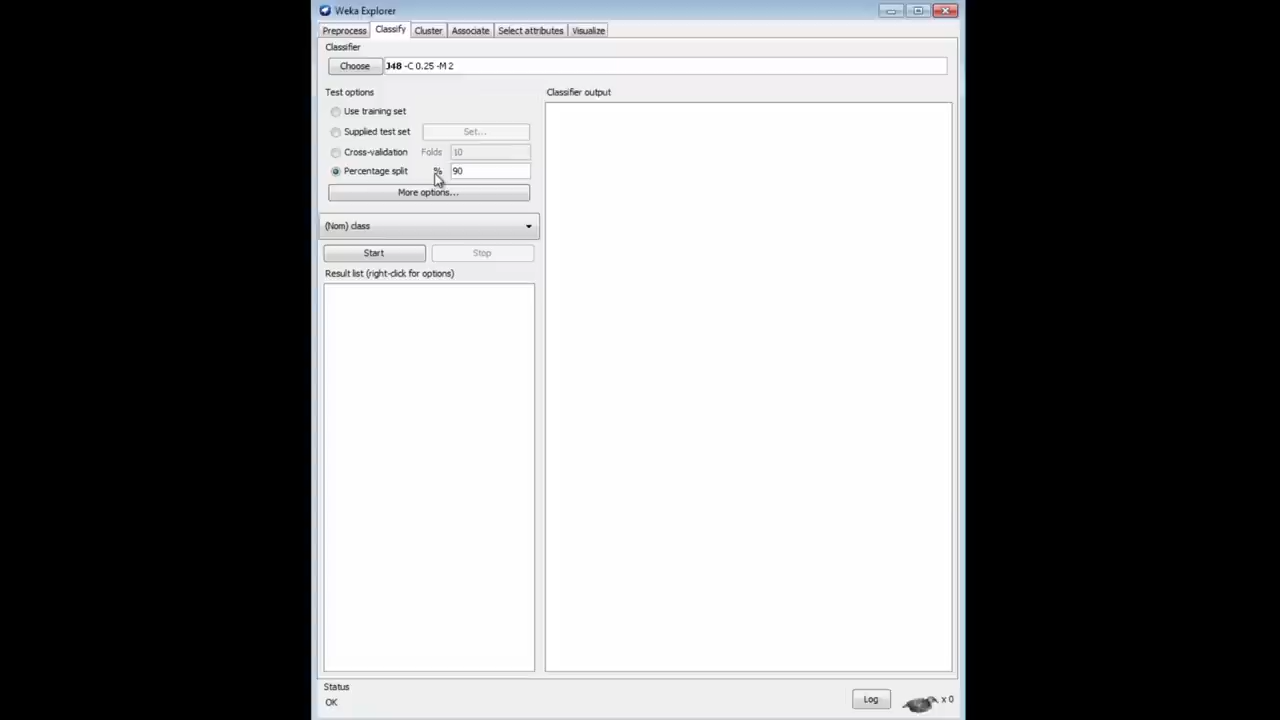 Weka Explorer
Preprocess Classify Cluster Associate Select attributes Visualize
Classifier
Choose J48 -C 0.25 -M 2
Test options
Use training set
Supplied test set Set...
Cross-validation Folds 10
Percentage split % 90
More options...
(Nom) class
Start Stop
Result list (right-click for options)
Classifier output
Status
OK
Log x 0